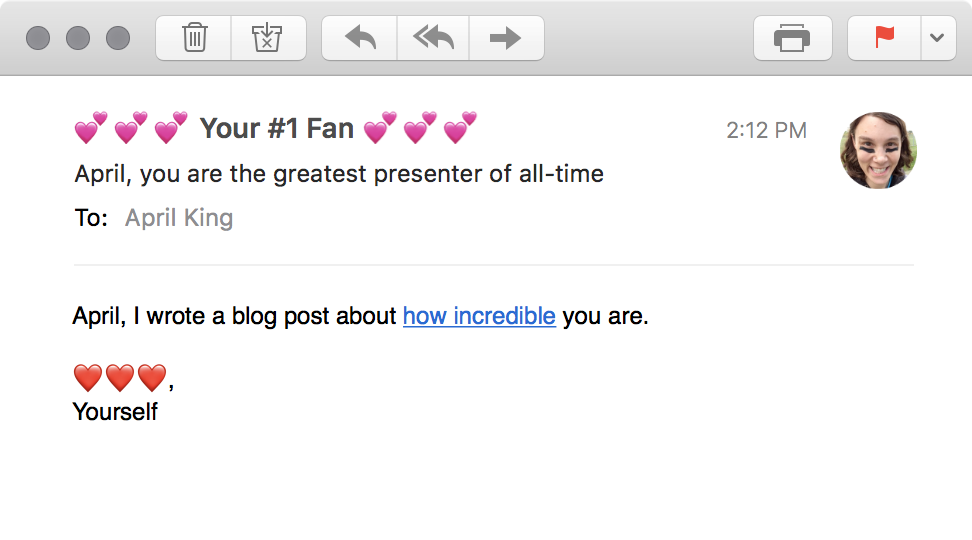 💕💕💕 Your #1 Fan 💕💕💕
2:12 PM
April, you are the greatest presenter of all-time
To: April King
April, I wrote a blog post about how incredible you are.
❤️❤️❤️,
Yourself